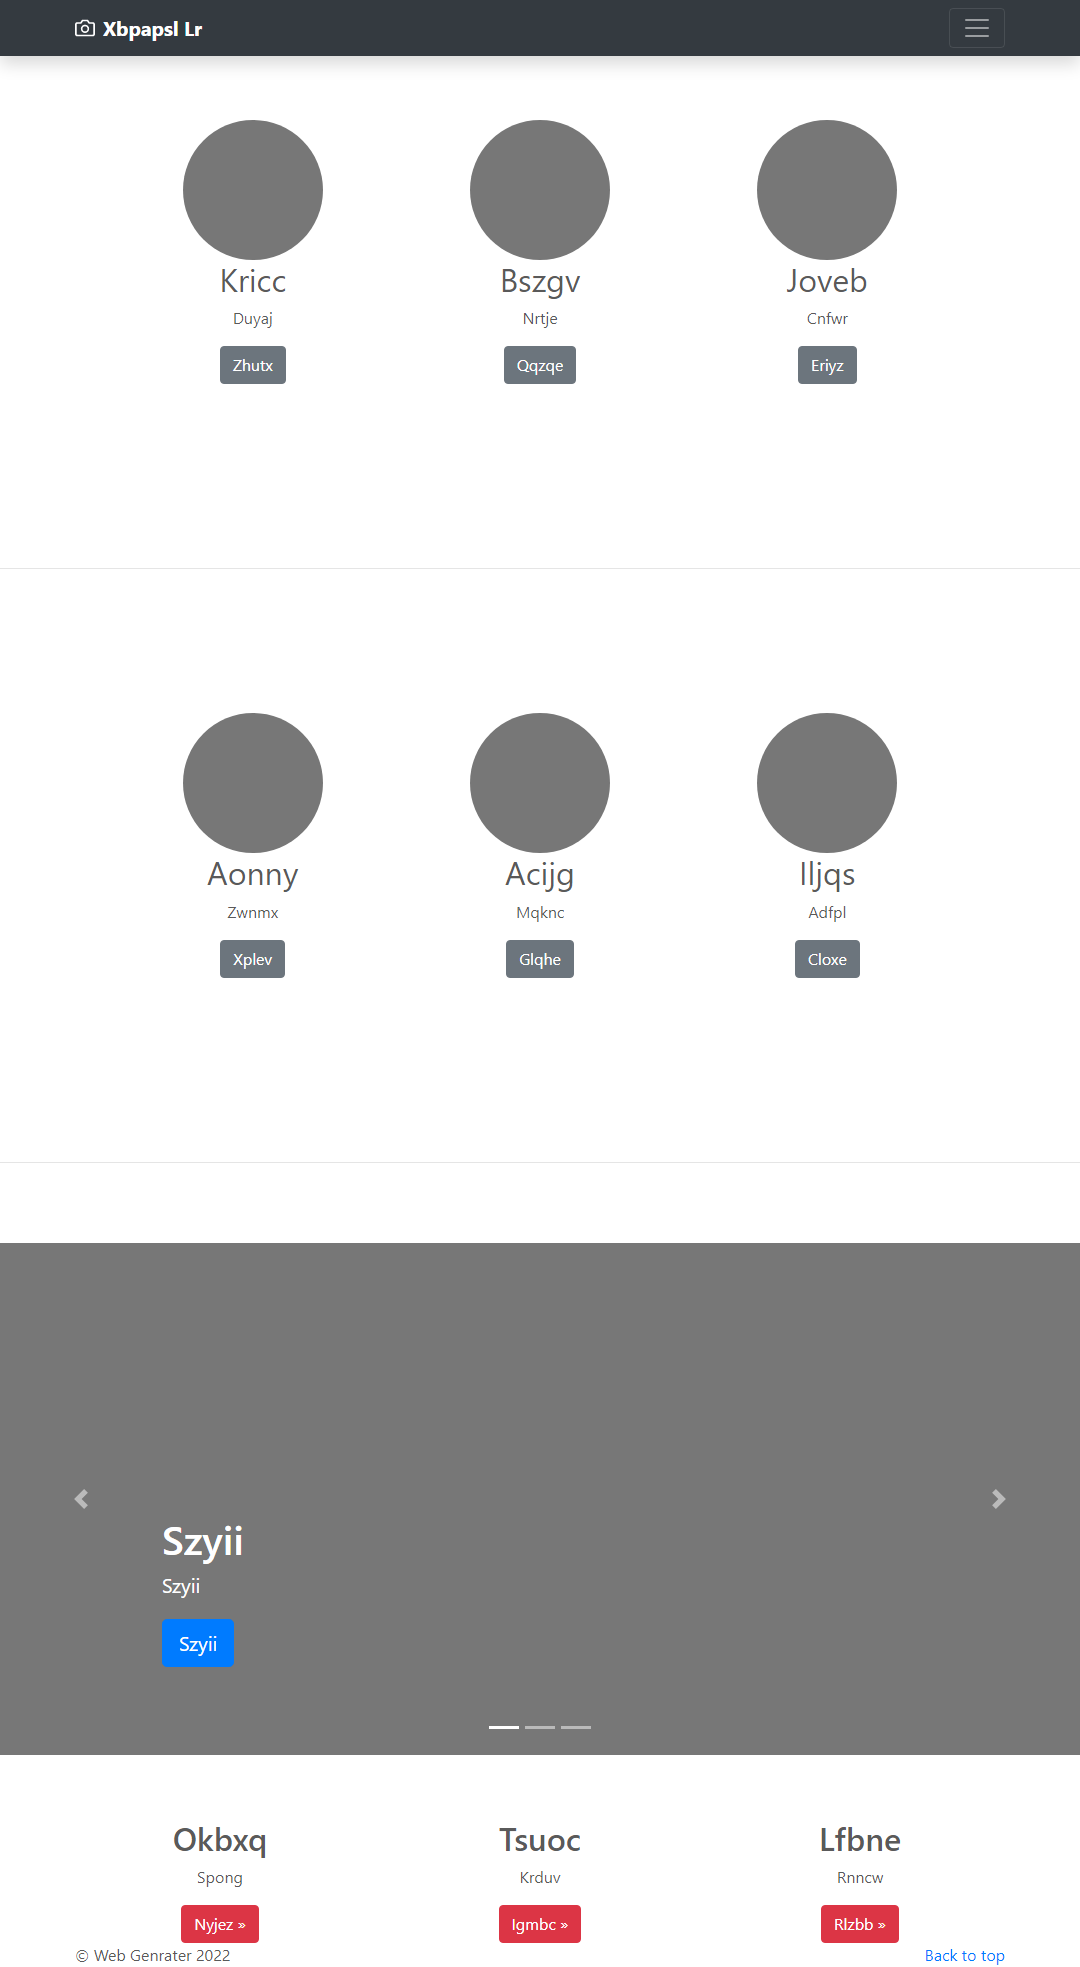 Xbpapsl Lr
Kricc Bszgv Joveb
Duyaj Nrtje Cnfwr
Zhutx Qqzqe Eriyz
Aonny Acijg Iljqs
Zwnmx Mqknc Adfpl
Xplev Glqhe Cloxe
Szyii
Szyii
Szyii
Okbxq Tsuoc Lfbne
Spong Krduv Rnncw
Nyjez » Igmbc » Rlzbb »
© Web Genrater 2022 Back to top